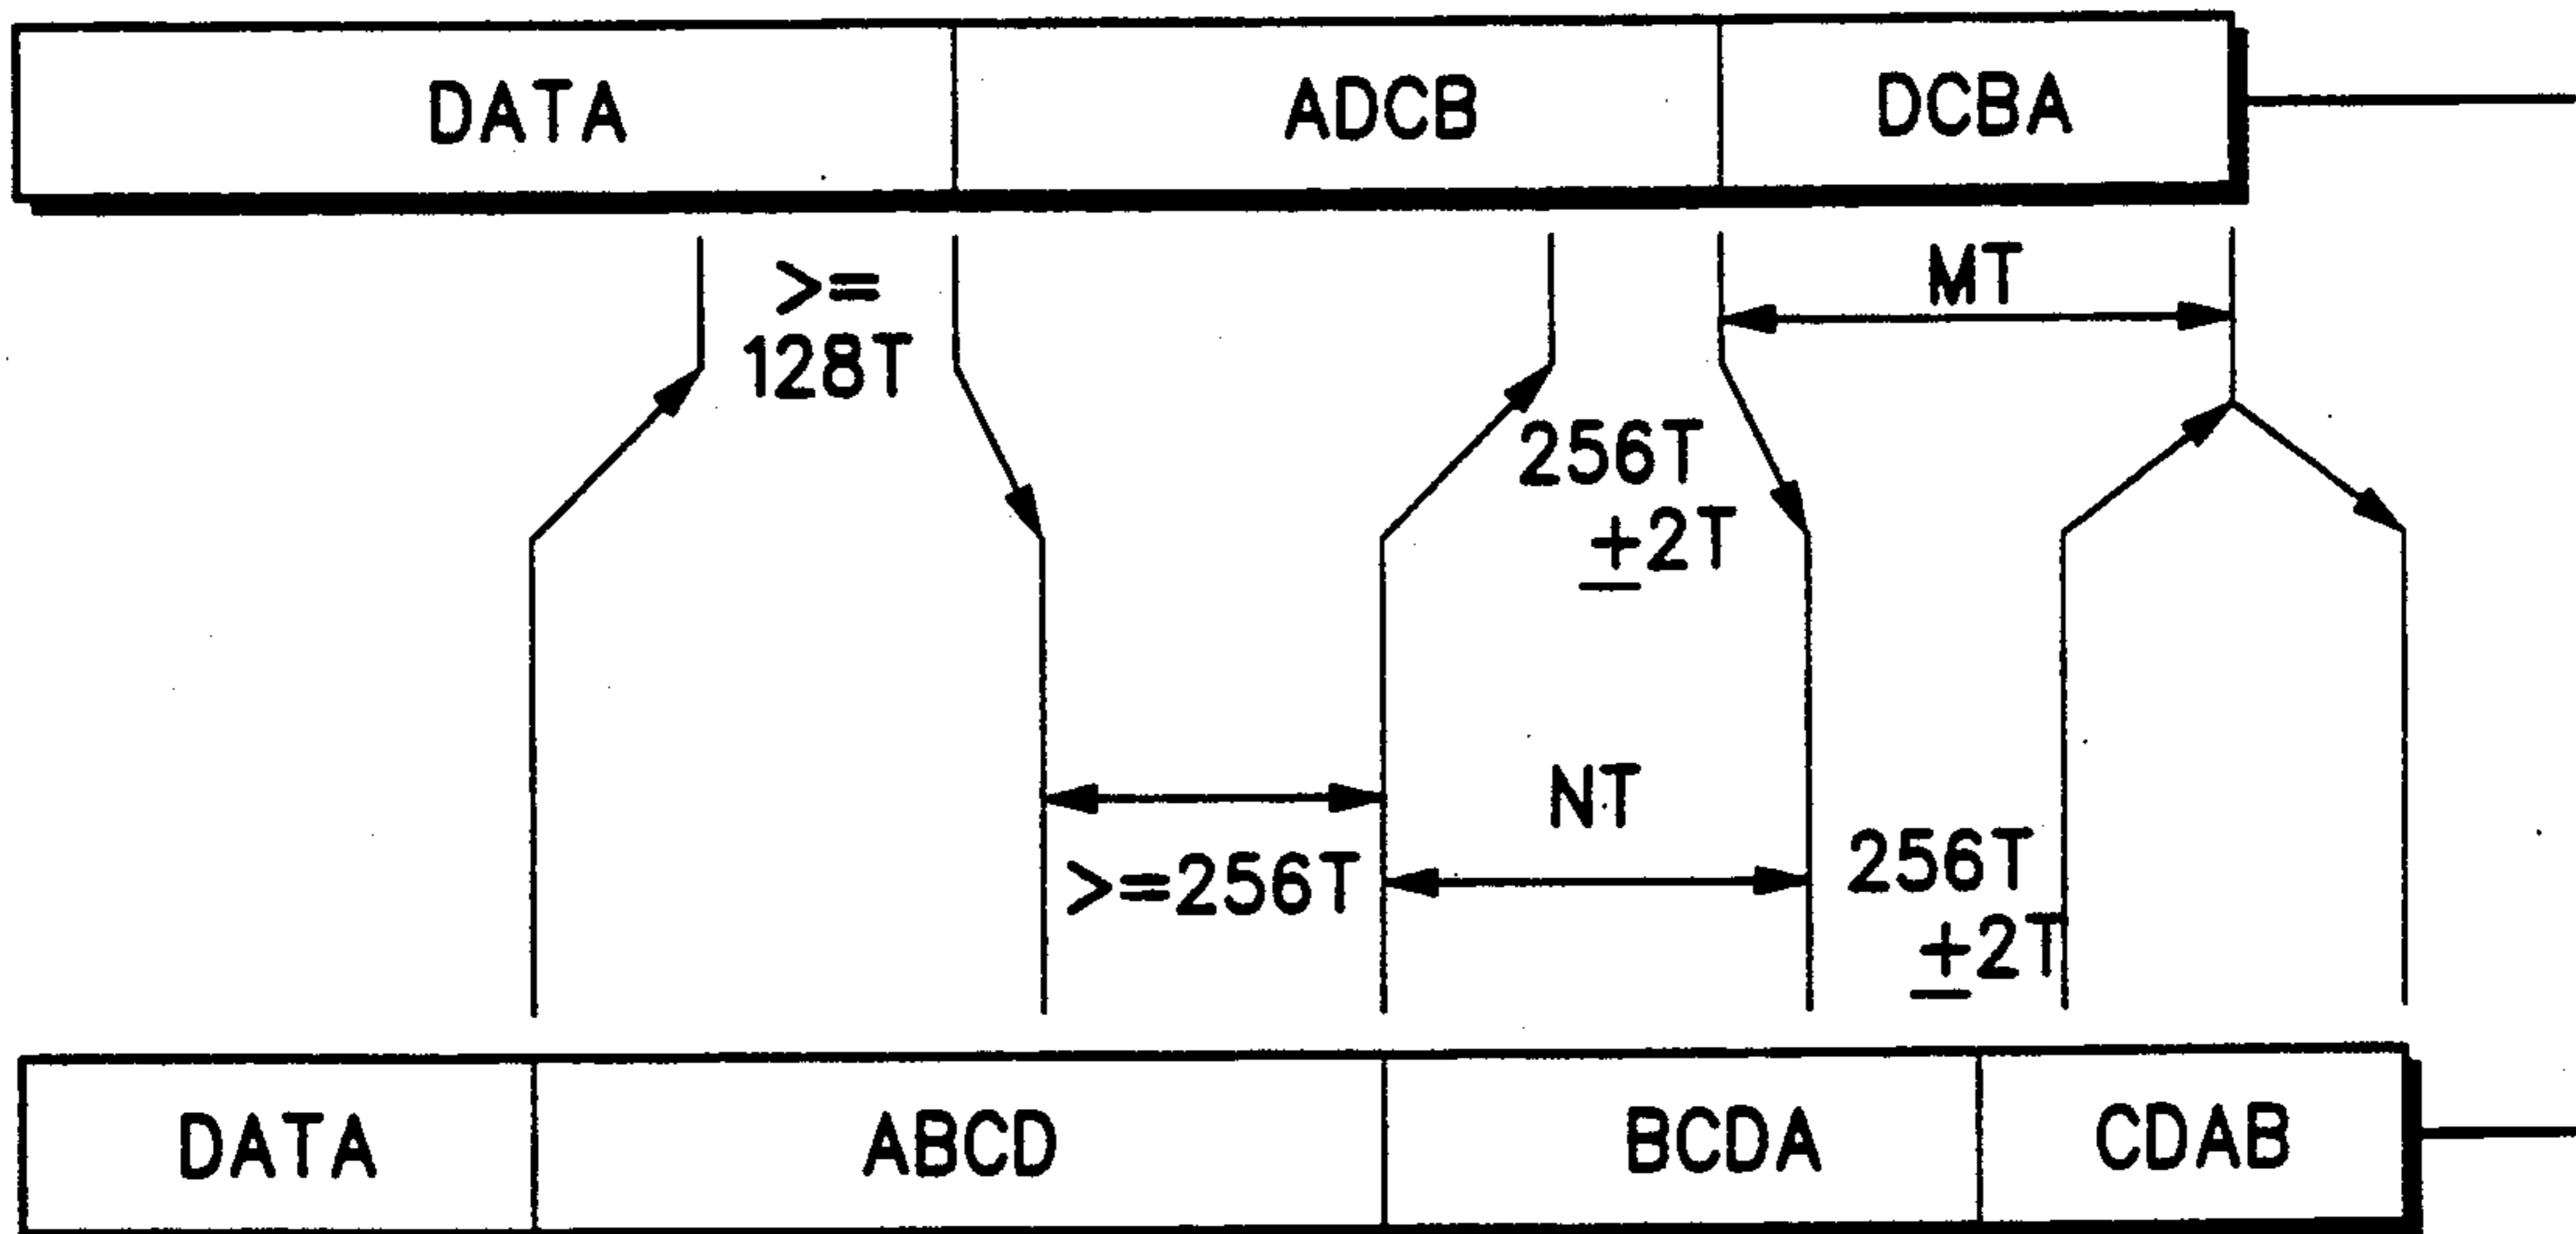 DATA ADCB DCBA
>=
128T
MT
256T
±2T
NT
>=256T
256T
±2T
DATA ABCD BCDA CDAB